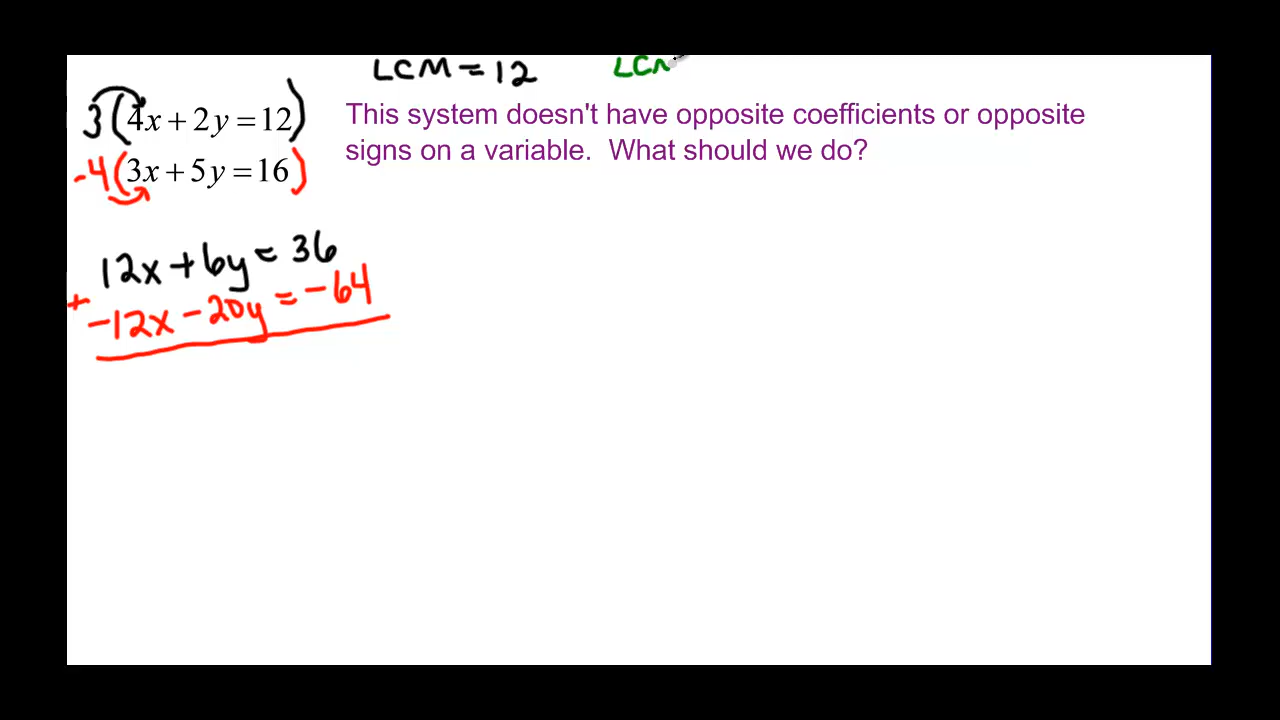 LCM = 12 LCM
3(4x + 2y = 12)
-4(3x + 5y = 16)
This system doesn't have opposite coefficients or opposite
signs on a variable. What should we do?
12x + 6y = 36
+ -12x - 20y = -64